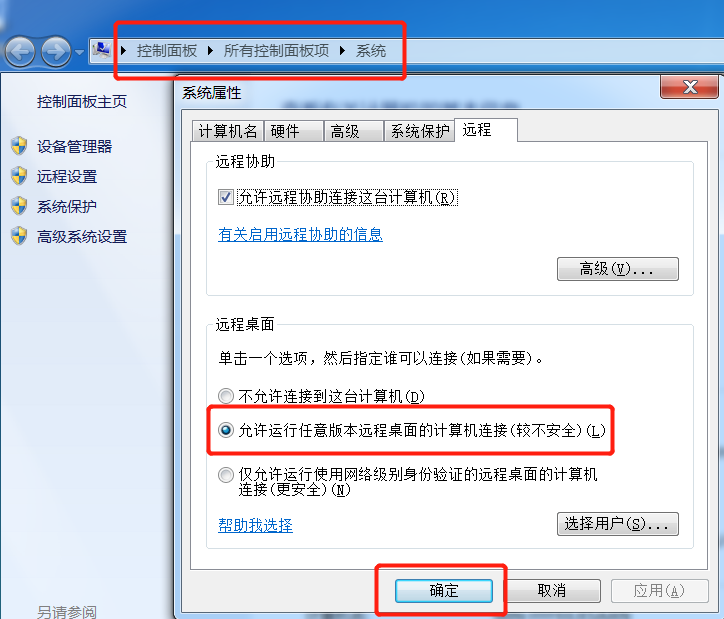 控制面板 ▶ 所有控制面板项 ▶ 系统
控制面板主页
设备管理器
远程设置
系统保护
高级系统设置
另请参阅
系统属性
计算机名 硬件 高级 系统保护 远程
远程协助
允许远程协助连接这台计算机(R)
有关启用远程协助的信息
高级(V)...
远程桌面
单击一个选项，然后指定谁可以连接(如果需要)。
不允许连接到这台计算机(D)
允许运行任意版本远程桌面的计算机连接(较不安全)(L)
仅允许运行使用网络级别身份验证的远程桌面的计算机
连接(更安全)(N)
帮助我选择
选择用户(S)...
确定 取消 应用(A)